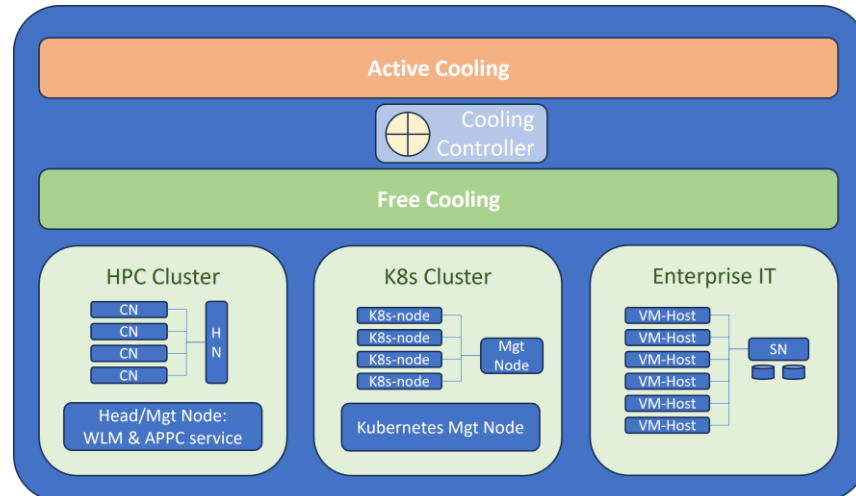 Active Cooling
Cooling
Controller
Free Cooling
HPC Cluster
CN
CN
CN
CN
H
N
Head/Mgt Node:
WLM & APPC service
K8s Cluster
K8s-node
K8s-node
K8s-node
K8s-node
Mgt
Node
Kubernetes Mgt Node
Enterprise IT
VM-Host
VM-Host
VM-Host
VM-Host
VM-Host
VM-Host
SN